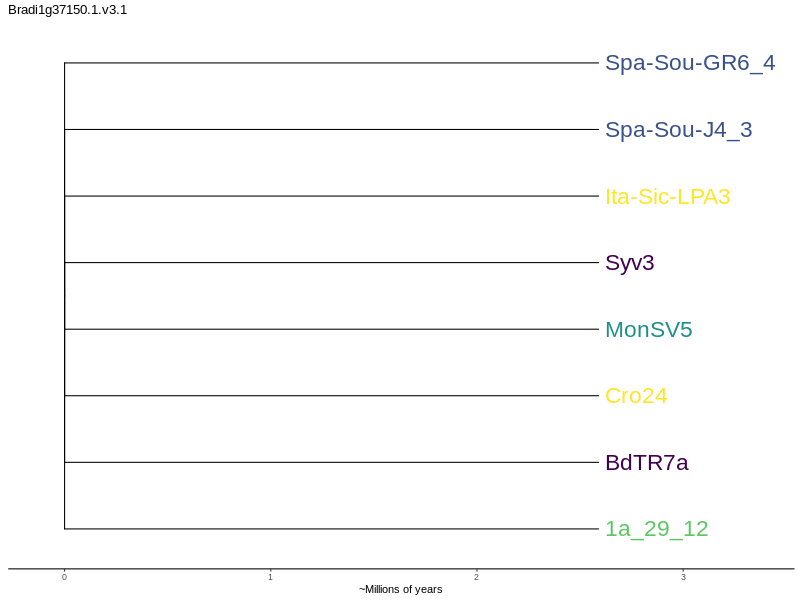 Bradi1g37150.1.v3.1
Spa-Sou-GR6_4
Spa-Sou-J4_3
Ita-Sic-LPA3
Syv3
MonSV5
Cro24
BdTR7a
1a_29_12
0 1 2 3
~Millions of years